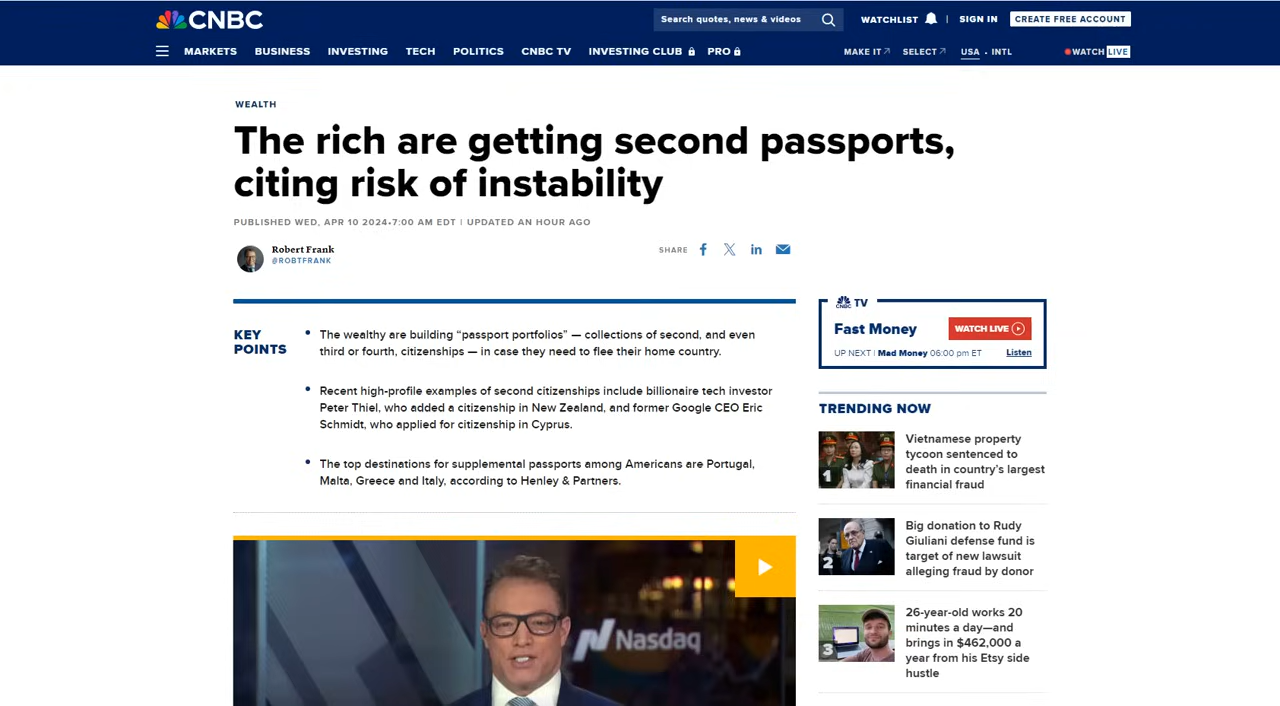 CNBC
Search quotes, news & videos
WATCHLIST
SIGN IN
CREATE FREE ACCOUNT
MARKETS BUSINESS INVESTING TECH POLITICS CNBC TV INVESTING CLUB PRO
MAKE IT SELECT USA • INTL WATCH LIVE
WEALTH
The rich are getting second passports,
citing risk of instability
PUBLISHED WED, APR 10 2024•7:00 AM EDT | UPDATED AN HOUR AGO
Robert Frank
@ROBTFRANK
SHARE
KEY
POINTS
The wealthy are building “passport portfolios” — collections of second, and even
third or fourth, citizenships — in case they need to flee their home country.
Recent high-profile examples of second citizenships include billionaire tech investor
Peter Thiel, who added a citizenship in New Zealand, and former Google CEO Eric
Schmidt, who applied for citizenship in Cyprus.
The top destinations for supplemental passports among Americans are Portugal,
Malta, Greece and Italy, according to Henley & Partners.
Nasdaq
CNBC TV
Fast Money
WATCH LIVE
UP NEXT | Mad Money 06:00 pm ET
Listen
TRENDING NOW
1
Vietnamese property
tycoon sentenced to
death in country’s largest
financial fraud
2
Big donation to Rudy
Giuliani defense fund is
target of new lawsuit
alleging fraud by donor
3
26-year-old works 20
minutes a day—and
brings in $462,000 a
year from his Etsy side
hustle